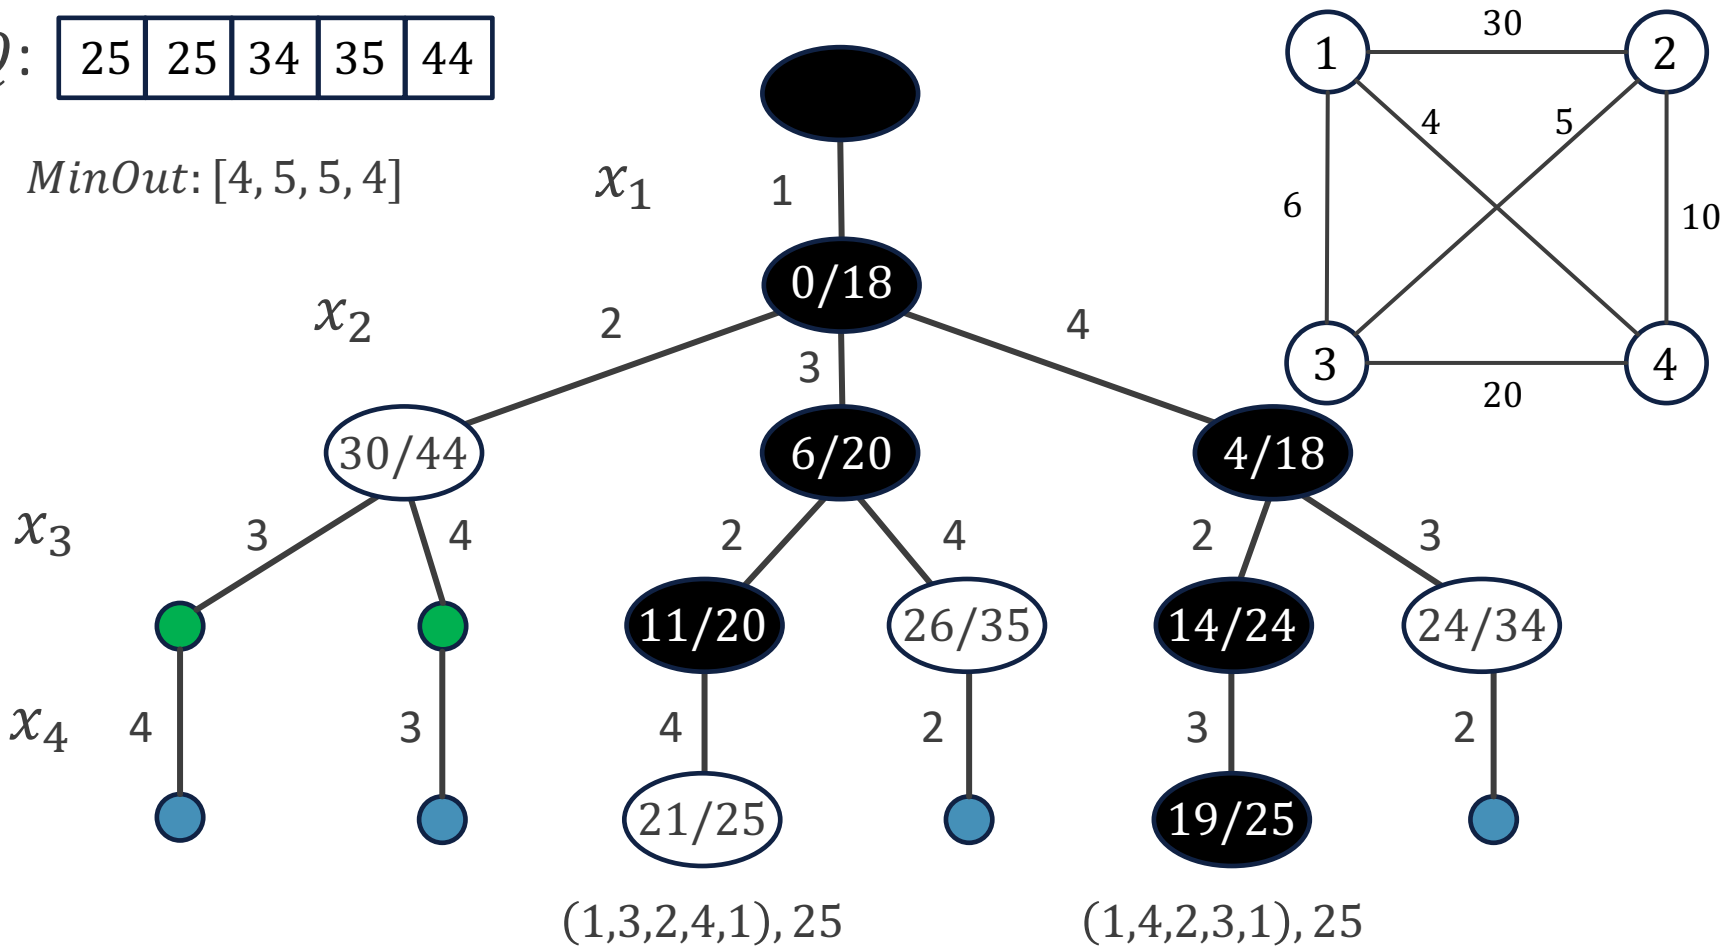 Q: 25 25 34 35 44
MinOut: [4, 5, 5, 4]
1 30 2
4 5
6 10
3 20 4
x₁ 1
0/18
x₂ 2 3 4
30/44 6/20 4/18
x₃ 3 4 2 4 2 3
11/20 26/35 14/24 24/34
x₄ 4 3 4 2 3 2
21/25 19/25
(1,3,2,4,1), 25 (1,4,2,3,1), 25